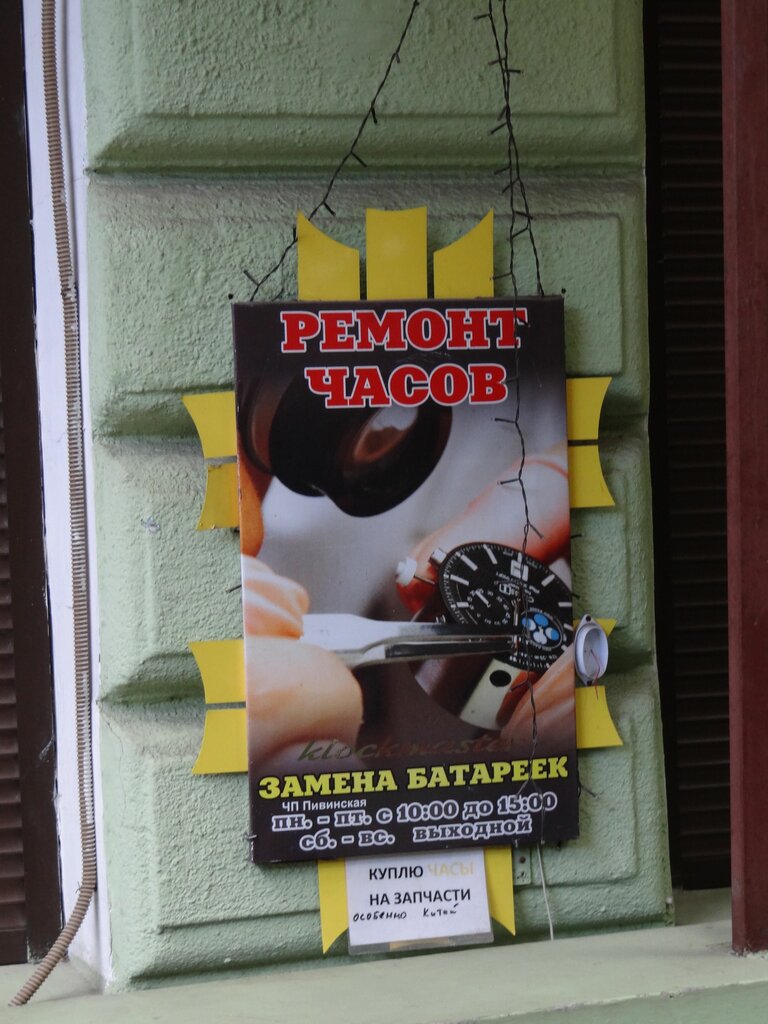 РЕМОНТ
ЧАСОВ
klockmaster
ЗАМЕНА БАТАРЕЕК
ЧП Пивинская
пн. - пт. с 10:00 до 15:00
сб. - вс. выходной
КУПЛЮ ЧАСЫ
НА ЗАПЧАСТИ
особенно Китай